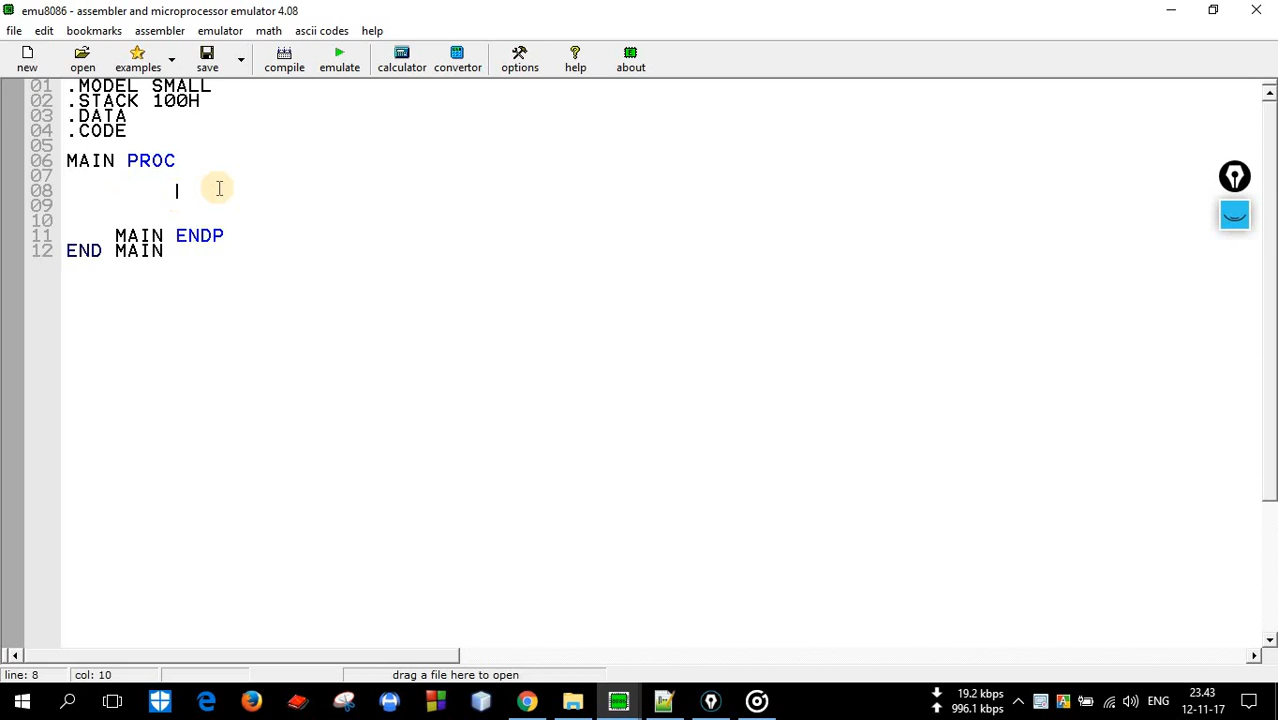 emu8086 - assembler and microprocessor emulator 4.08
file edit bookmarks assembler emulator math ascii codes help
new open examples save compile emulate calculator convertor options help about
01 .MODEL SMALL
02 .STACK 100H
03 .DATA
04 .CODE
05
06 MAIN PROC
07
08
09
10
11 MAIN ENDP
12 END MAIN
line: 8 col: 10 drag a file here to open
19.2 kbps
996.1 kbps
ENG
23.43
12-11-17